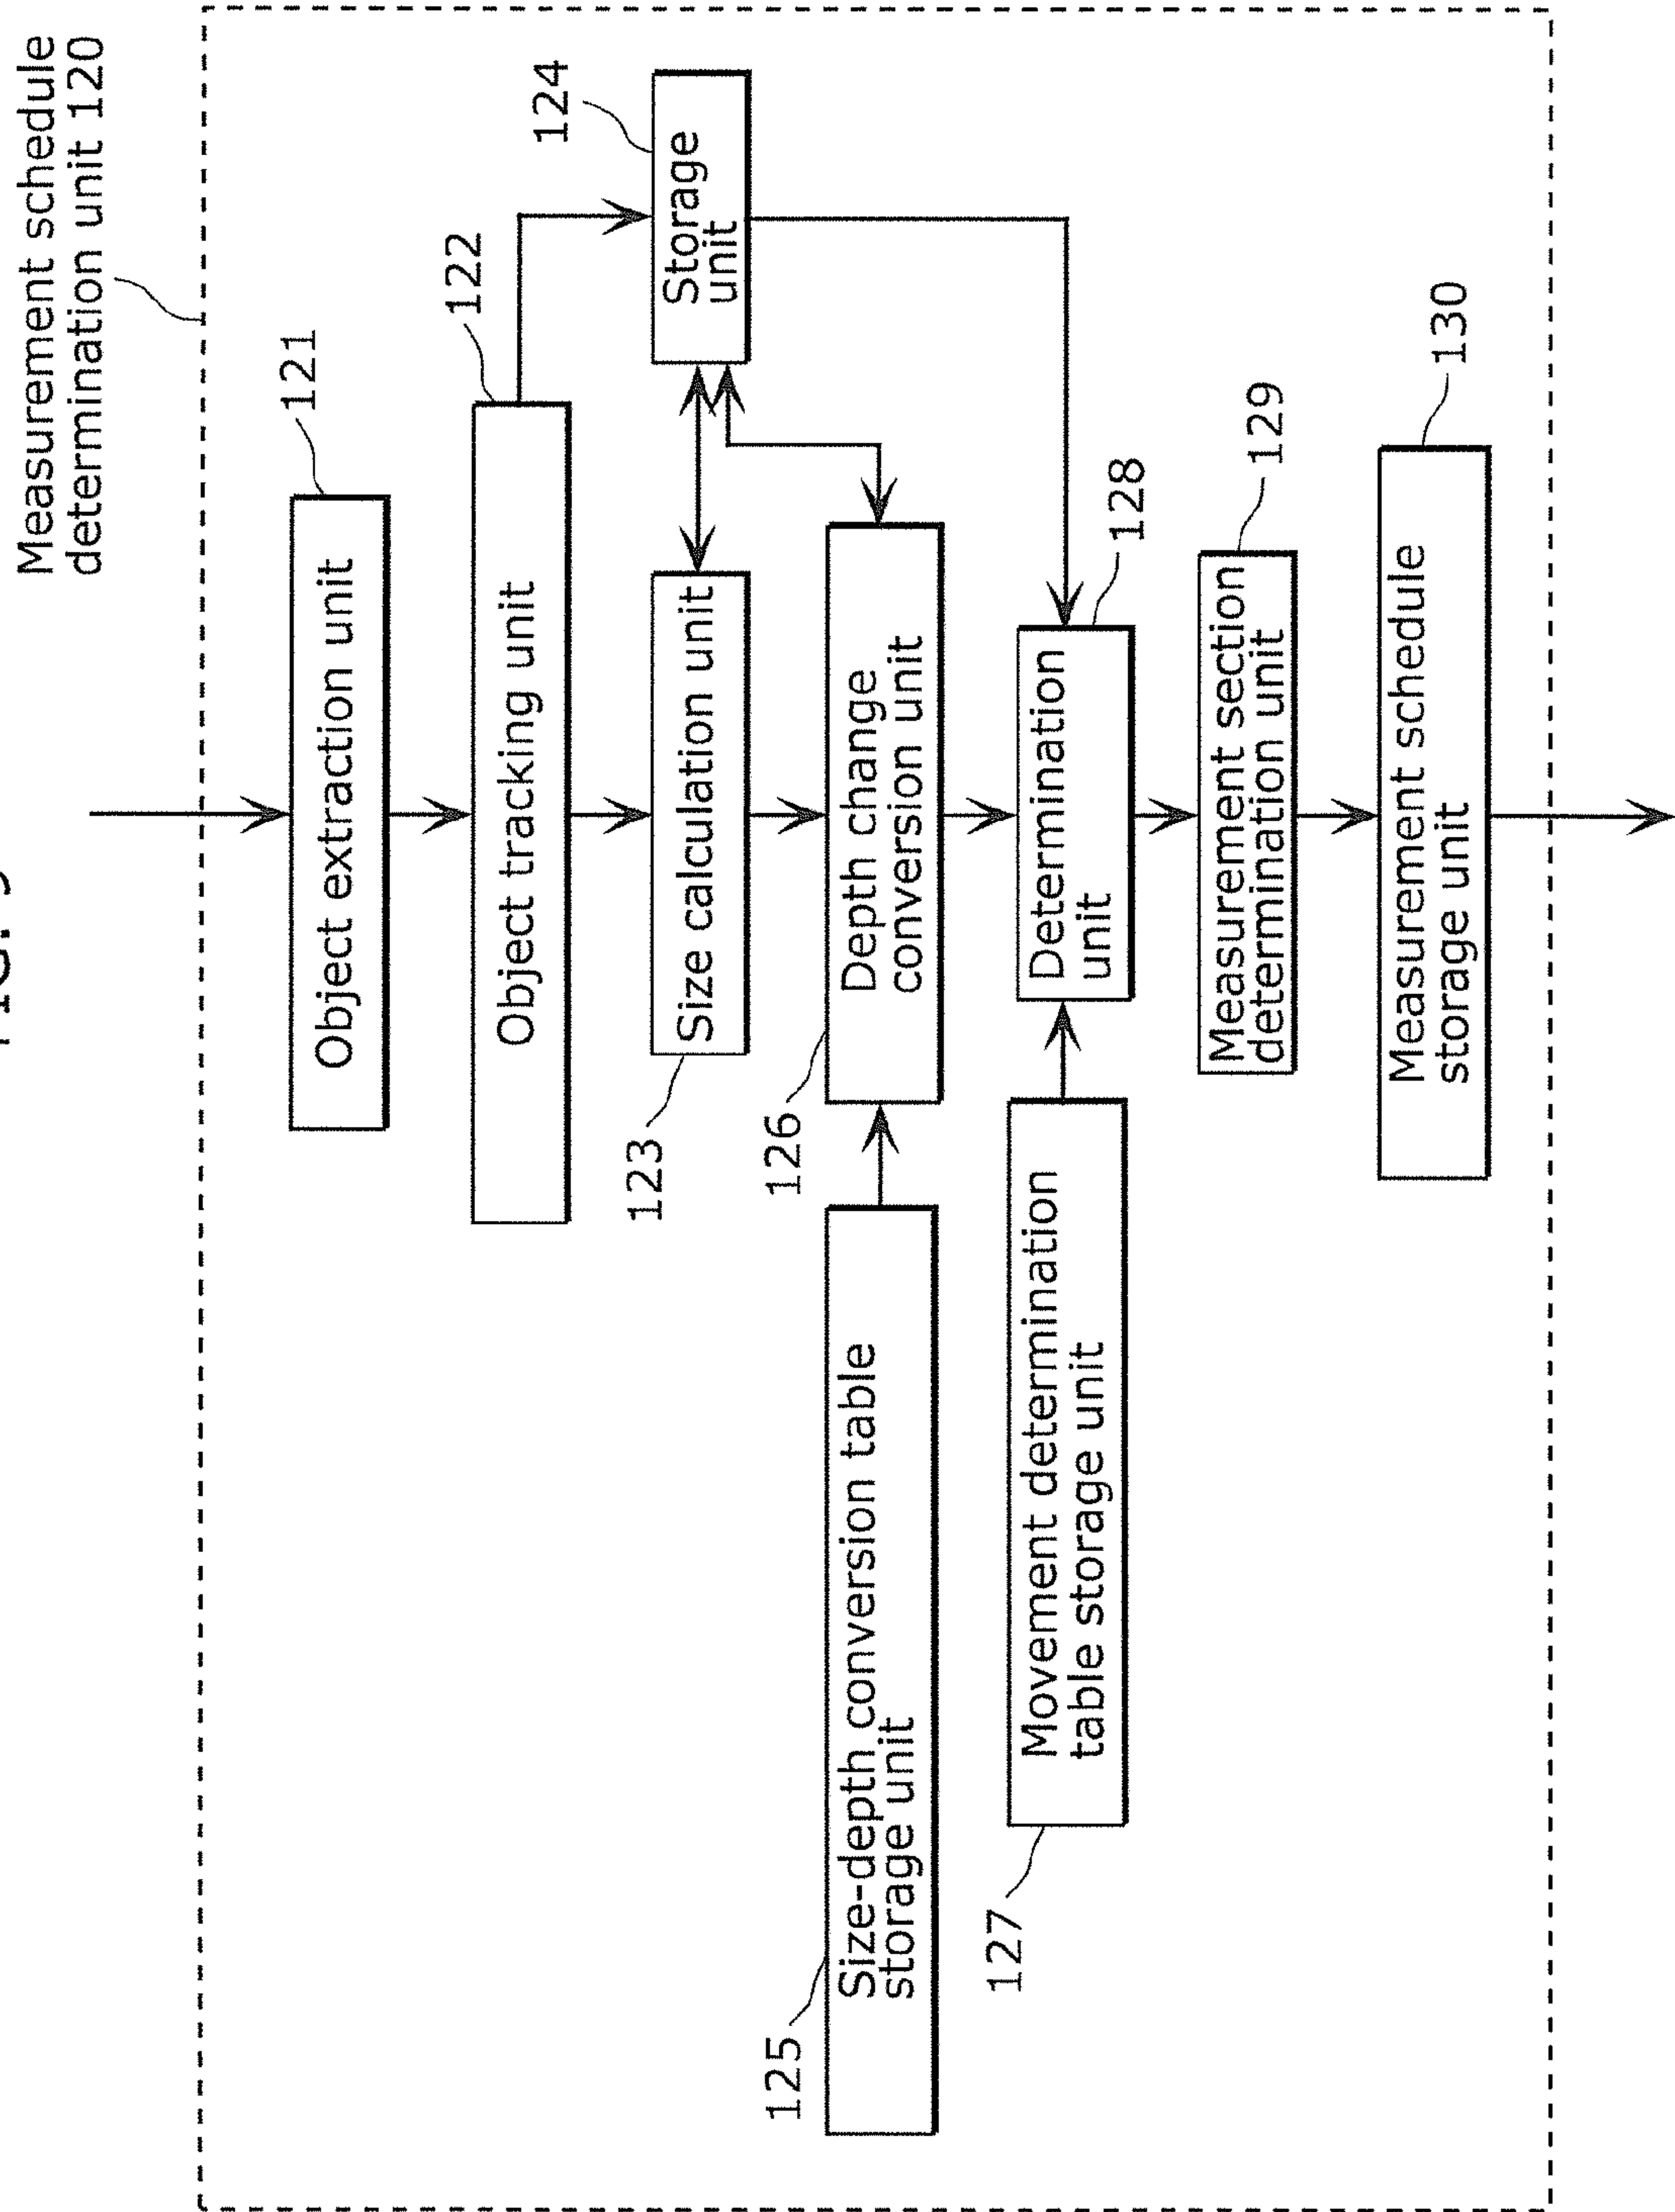 Measurement schedule
determination unit 120
121
Object extraction unit
122
Object tracking unit
124
Storage
unit
123
Size calculation unit
126
Depth change
conversion unit
125
Size-depth conversion table
storage unit
128
Determination
unit
127
Movement determination
table storage unit
129
Measurement section
determination unit
130
Measurement schedule
storage unit